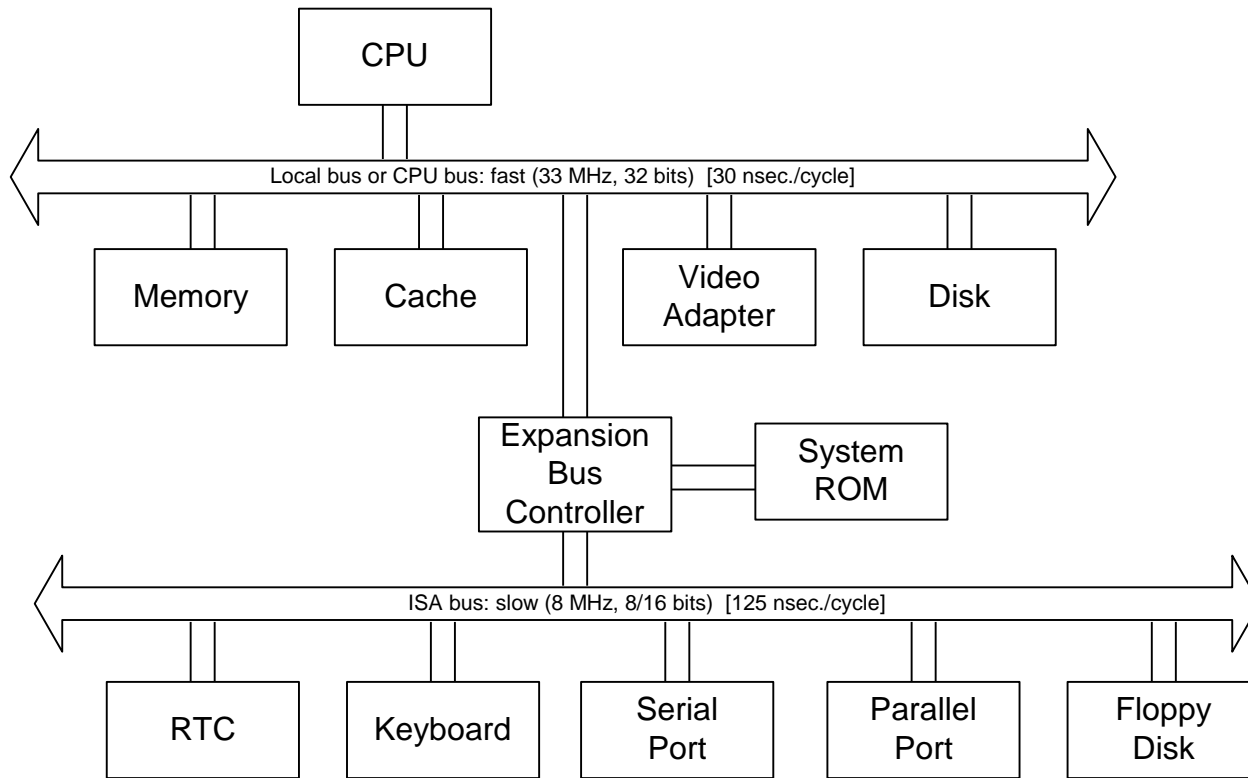 CPU
Local bus or CPU bus: fast (33 MHz, 32 bits)  [30 nsec./cycle]
Memory
Cache
Video
Adapter
Disk
Expansion
Bus
Controller
System
ROM
ISA bus: slow (8 MHz, 8/16 bits)  [125 nsec./cycle]
RTC
Keyboard
Serial
Port
Parallel
Port
Floppy
Disk